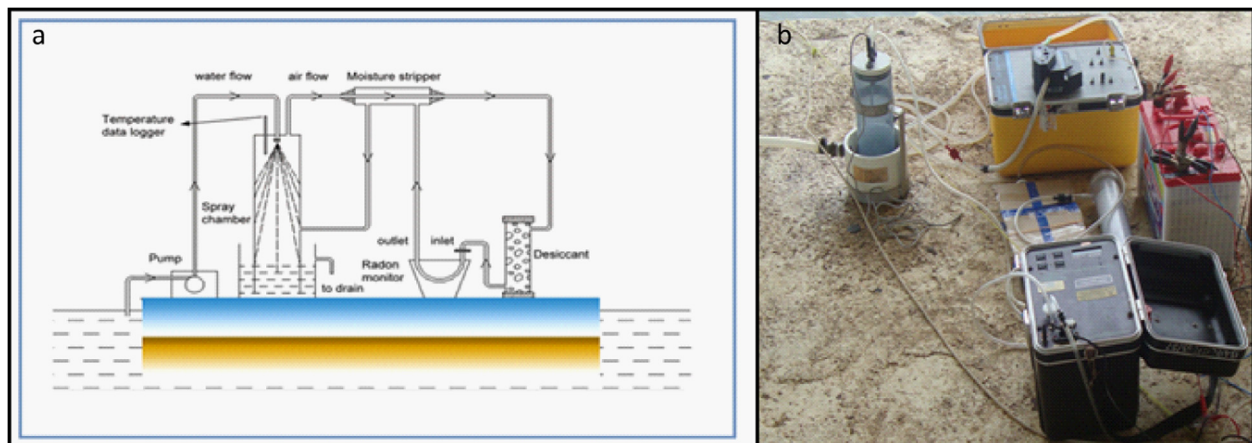 a
water flow
air flow
Moisture stripper
Temperature
data logger
Spray
chamber
Pump
outlet
inlet
Radon
monitor
Desiccant
to drain
b